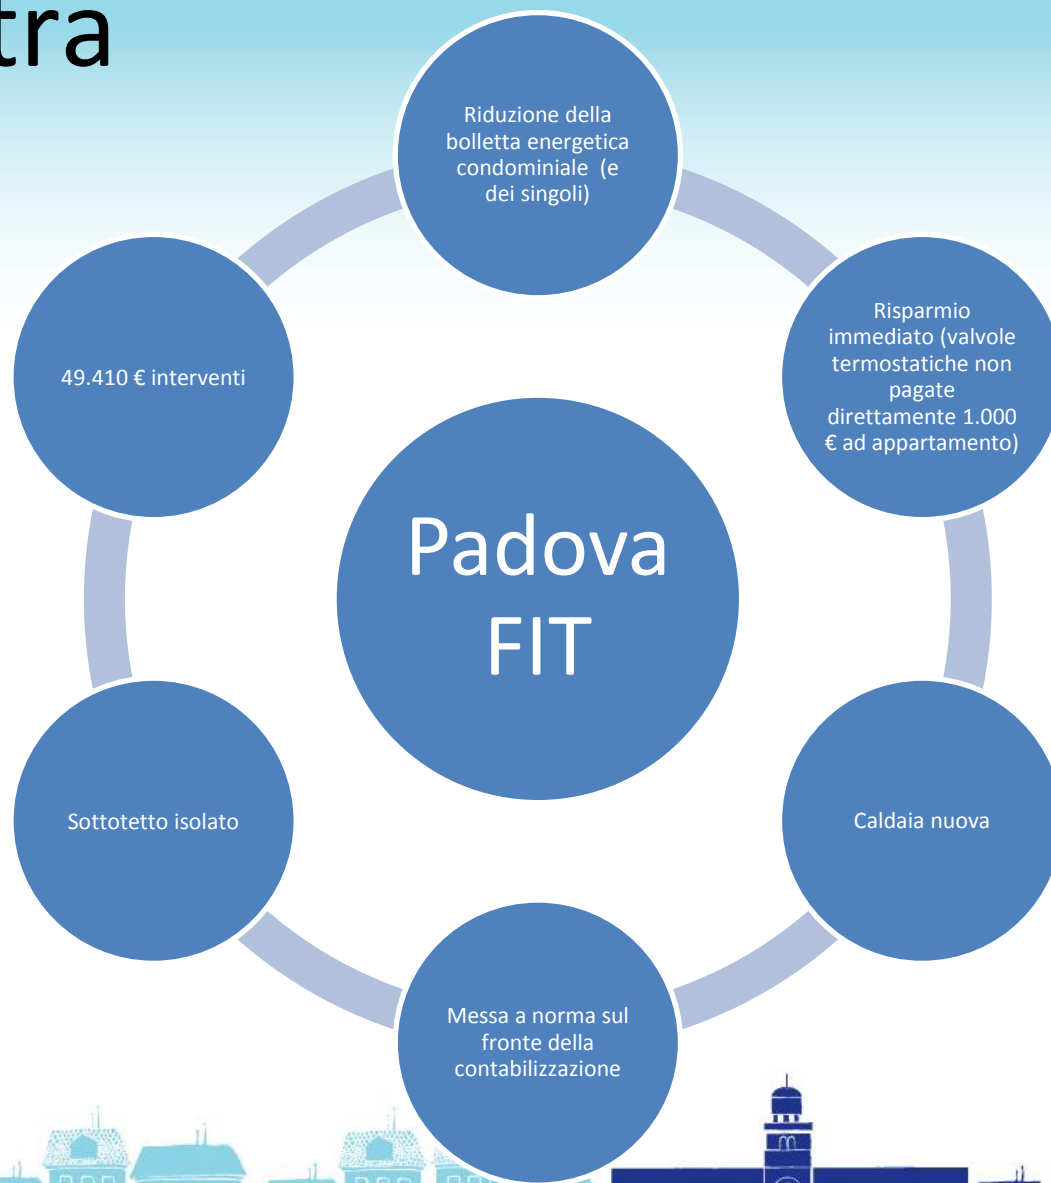 tra
Riduzione della
bolletta energetica
condominiale (e
dei singoli)
Risparmio
immediato (valvole
termostatiche non
pagate
direttamente 1.000
€ ad appartamento)
Caldaia nuova
Messa a norma sul
fronte della
contabilizzazione
Sottotetto isolato
49.410 € interventi
Padova
FIT